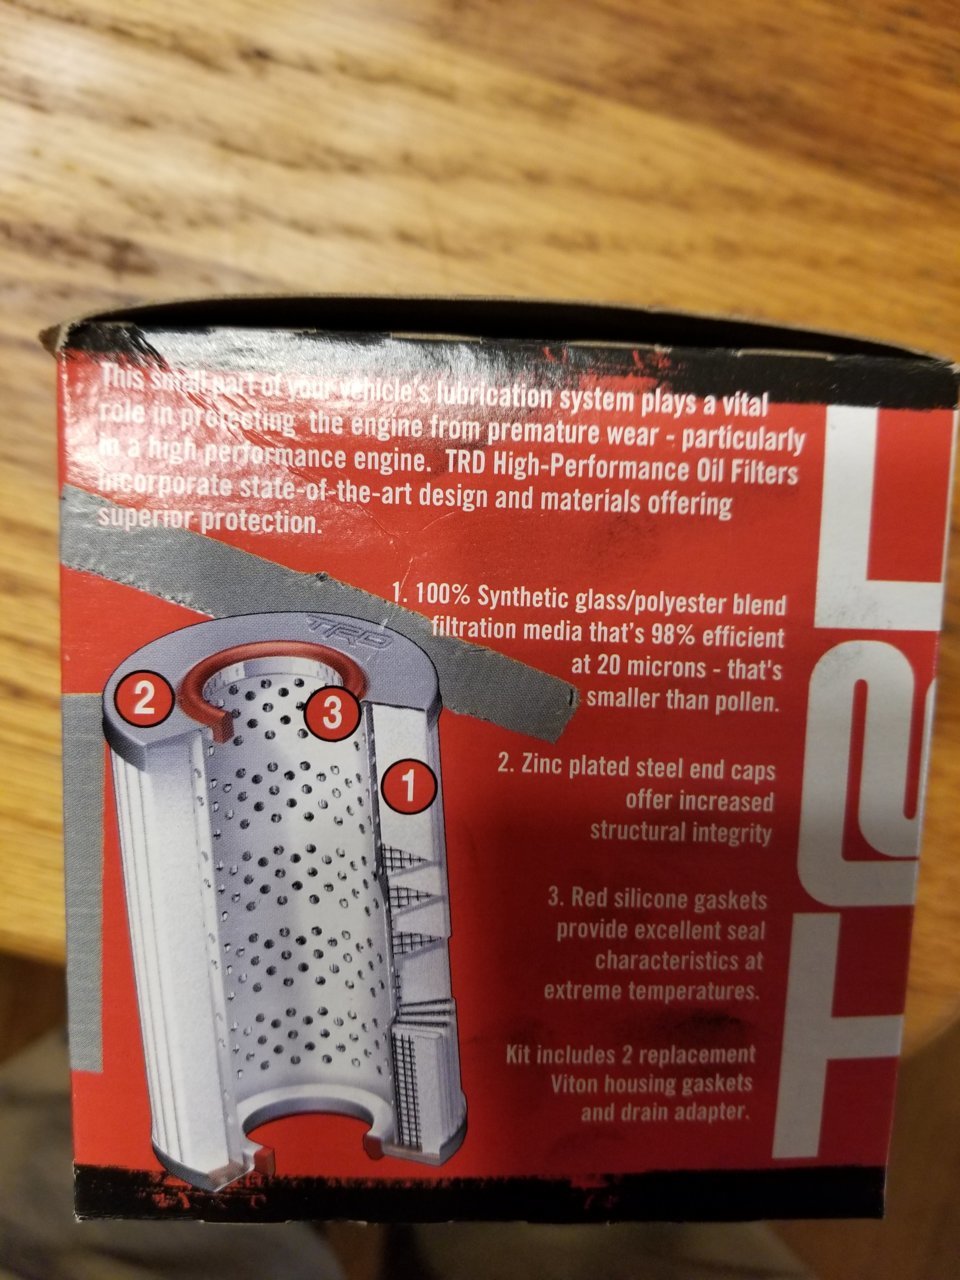 This small part of your vehicle's lubrication system plays a vital
role in protecting the engine from premature wear - particularly
in a high performance engine. TRD High-Performance Oil Filters
incorporate state-of-the-art design and materials offering
superior protection.
1. 100% Synthetic glass/polyester blend
filtration media that's 98% efficient
at 20 microns - that's
smaller than pollen.
TRD
2
3
1
2. Zinc plated steel end caps
offer increased
structural integrity
3. Red silicone gaskets
provide excellent seal
characteristics at
extreme temperatures.
Kit includes 2 replacement
Viton housing gaskets
and drain adapter.
TRD